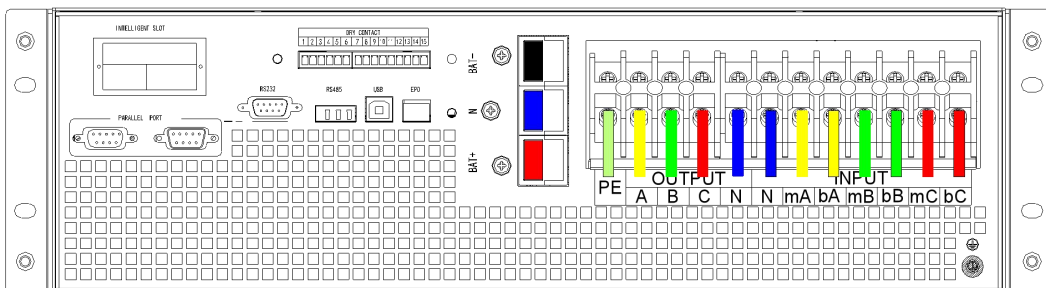 INTELLIGENT SLOT
DRY CONTACT
1 2 3 4 5 6 7 8 9 10 11 12 13 14 15
BAT-
N
BAT+
RS232
RS485
USB
EPO
PARALLEL PORT
OUTPUT
INPUT
PE A B C N N mA bA mB bB mC bC